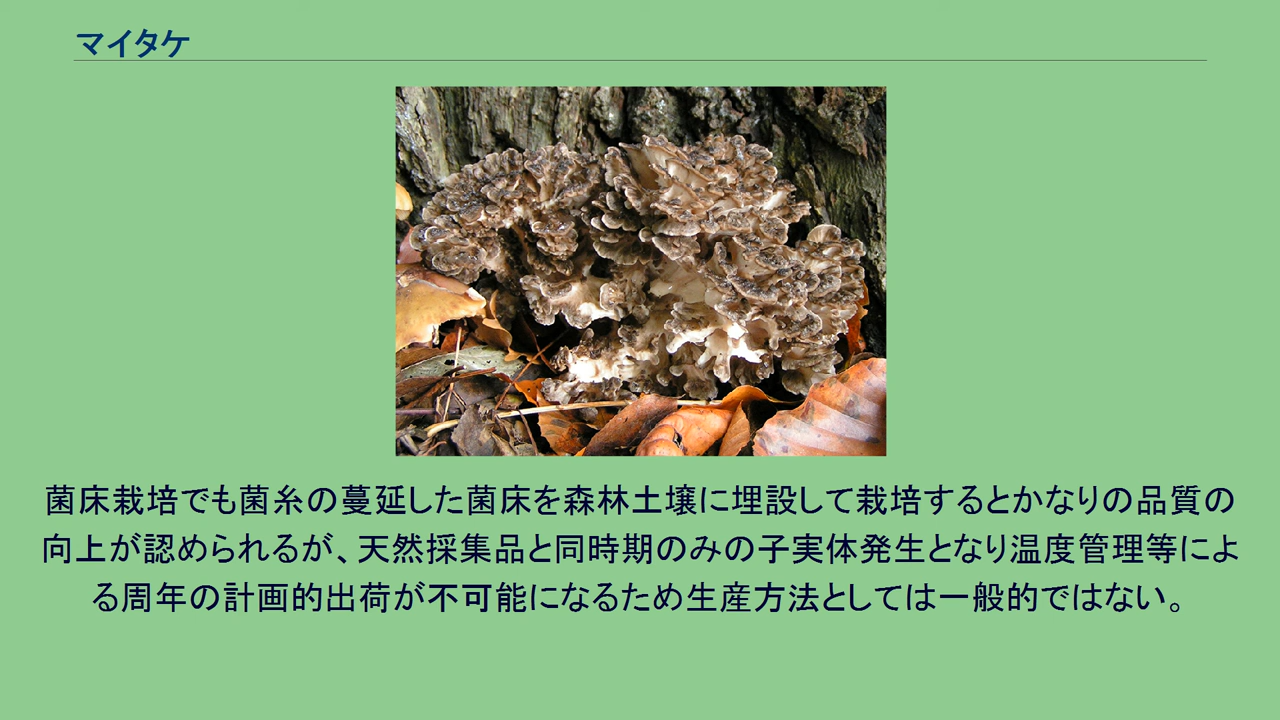 マイタケ
菌床栽培でも菌糸の蔓延した菌床を森林土壌に埋設して栽培するとかなりの品質の
向上が認められるが、天然採集品と同時期のみの子実体発生となり温度管理等によ
る周年の計画的出荷が不可能になるため生産方法としては一般的ではない。